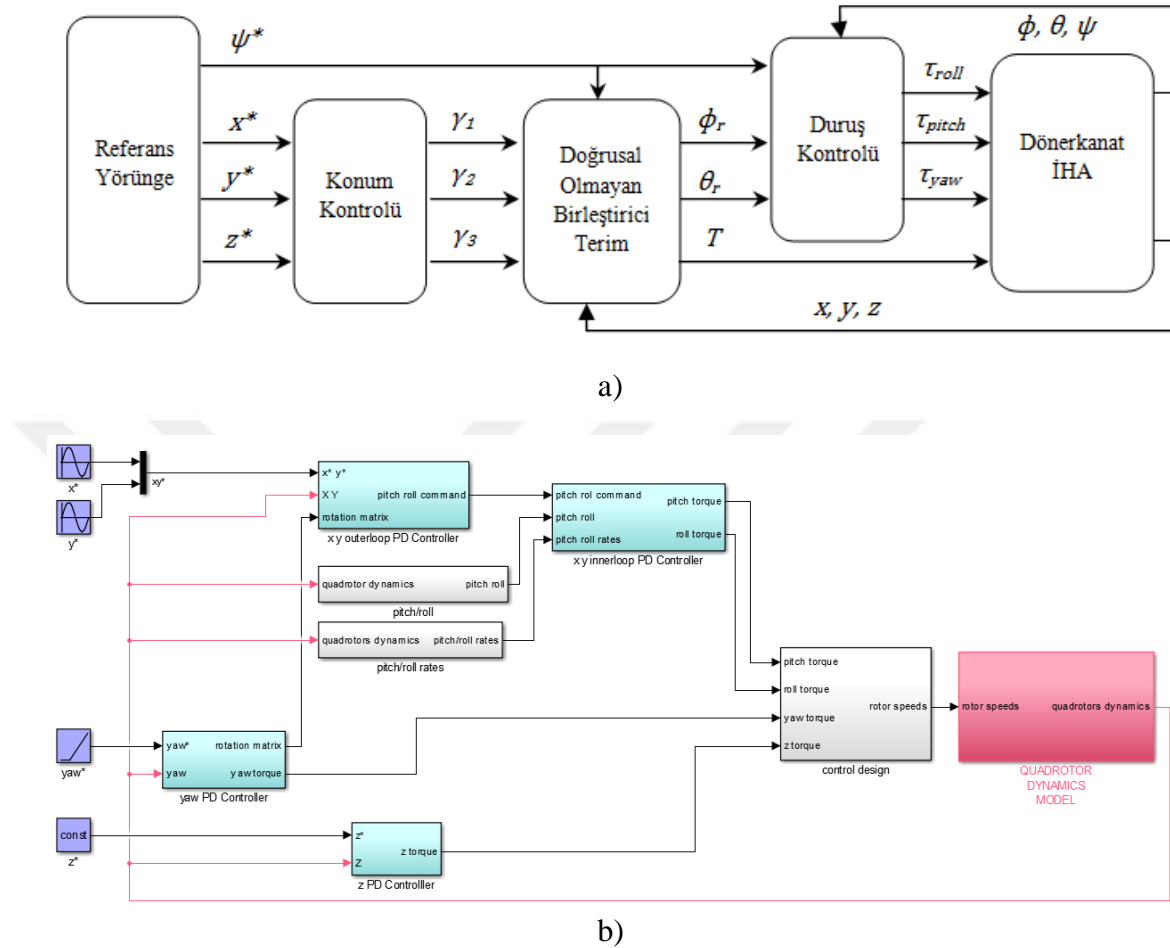 ψ*
ϕ, θ, ψ
Referans
Yörünge
x*
y*
z*
Konum
Kontrolü
γ1
γ2
γ3
Doğrusal
Olmayan
Birleştirici
Terim
ϕr
θr
T
Duruş
Kontrolü
τroll
τpitch
τyaw
Dönerkanat
İHA
x, y, z
a)
x*
y*
xy*
x* y*
X Y
rotation matrix
pitch roll command
x y outerloop PD Controller
pitch rol command
pitch roll
pitch roll rates
pitch torque
roll torque
x y innerloop PD Controller
quadrotor dynamics
pitch roll
pitch/roll
quadrotors dynamics
pitch/roll rates
pitch/roll rates
yaw*
yaw*
yaw
rotation matrix
yaw torque
yaw PD Controller
const
z*
z*
Z
z torque
z PD Controlller
pitch torque
roll torque
yaw torque
z torque
rotor speeds
control design
rotor speeds
quadrotors dynamics
QUADROTOR
DYNAMICS
MODEL
b)